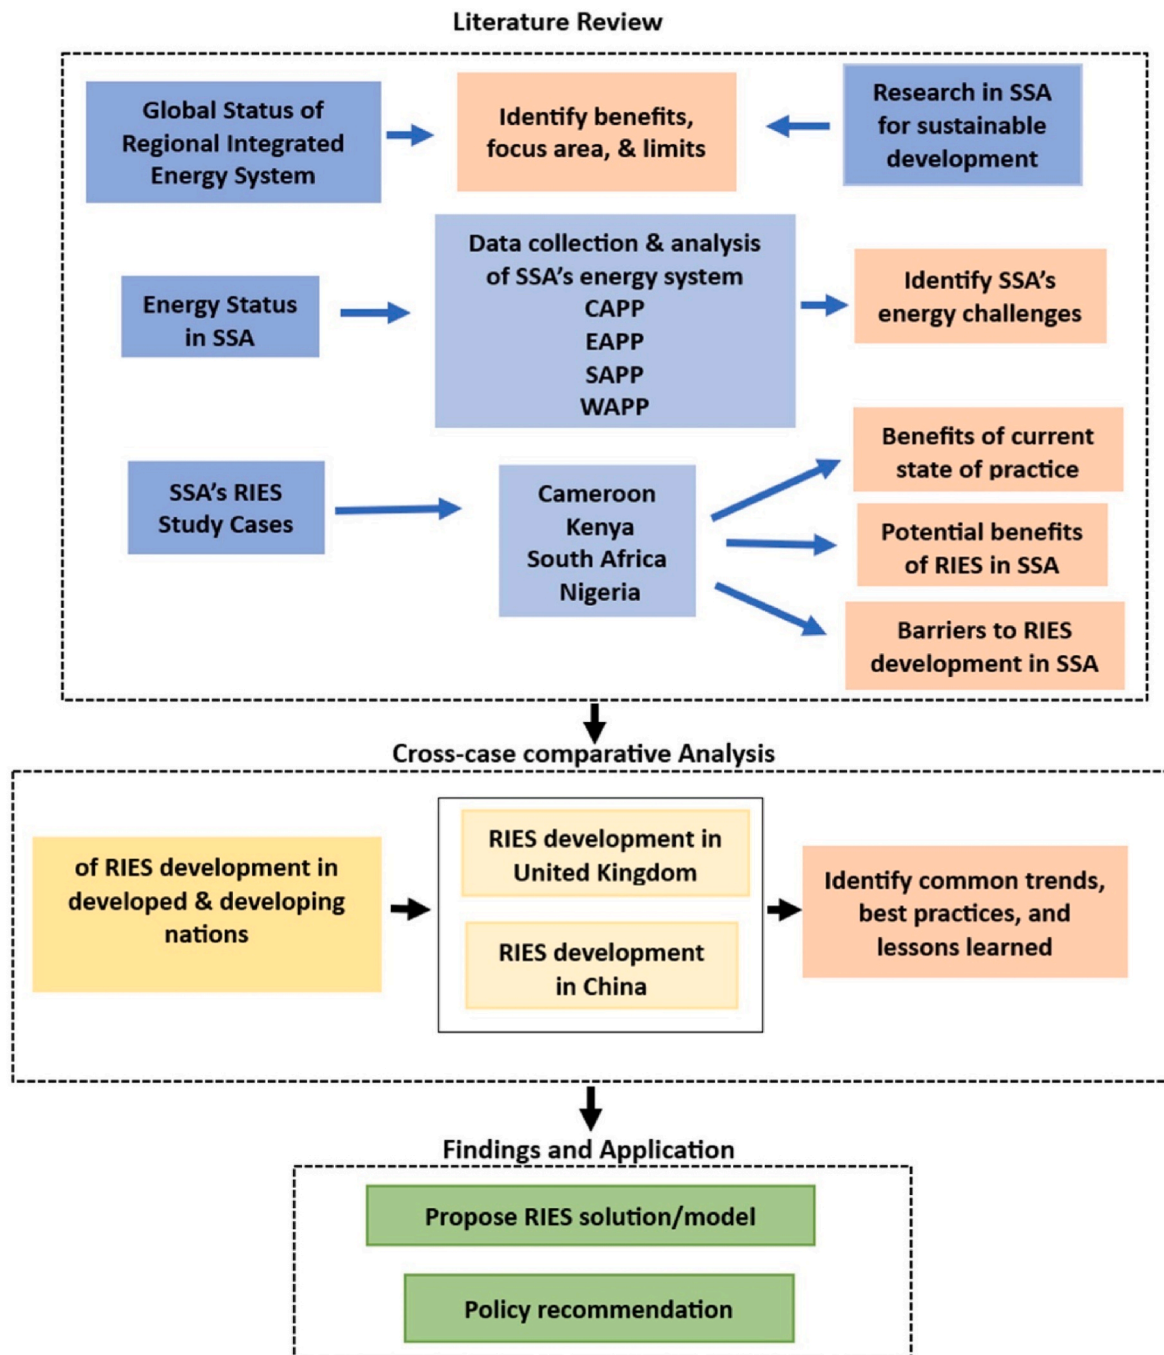 Literature Review
Global Status of
Regional Integrated
Energy System
Identify benefits,
focus area, & limits
Research in SSA
for sustainable
development
Energy Status
in SSA
Data collection & analysis
of SSA's energy system
CAPP
EAPP
SAPP
WAPP
Identify SSA's
energy challenges
SSA's RIES
Study Cases
Cameroon
Kenya
South Africa
Nigeria
Benefits of current
state of practice
Potential benefits
of RIES in SSA
Barriers to RIES
development in SSA
Cross-case comparative Analysis
of RIES development in
developed & developing
nations
RIES development in
United Kingdom
RIES development
in China
Identify common trends,
best practices, and
lessons learned
Findings and Application
Propose RIES solution/model
Policy recommendation